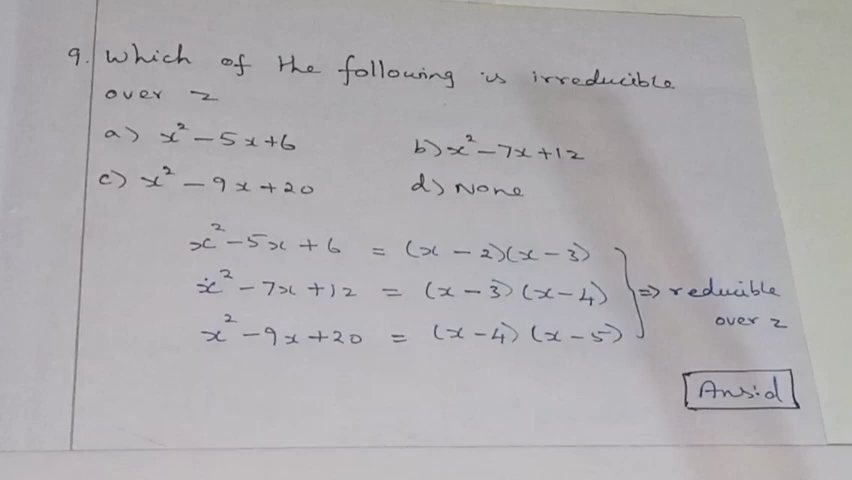 9. Which of the following is irreducible
over z
a) x² - 5x + 6 b) x² - 7x + 12
c) x² - 9x + 20 d) None
x² - 5x + 6 = (x - 2)(x - 3)
x² - 7x + 12 = (x - 3)(x - 4) ⇒ reducible
over z
x² - 9x + 20 = (x - 4)(x - 5)
Ans:d